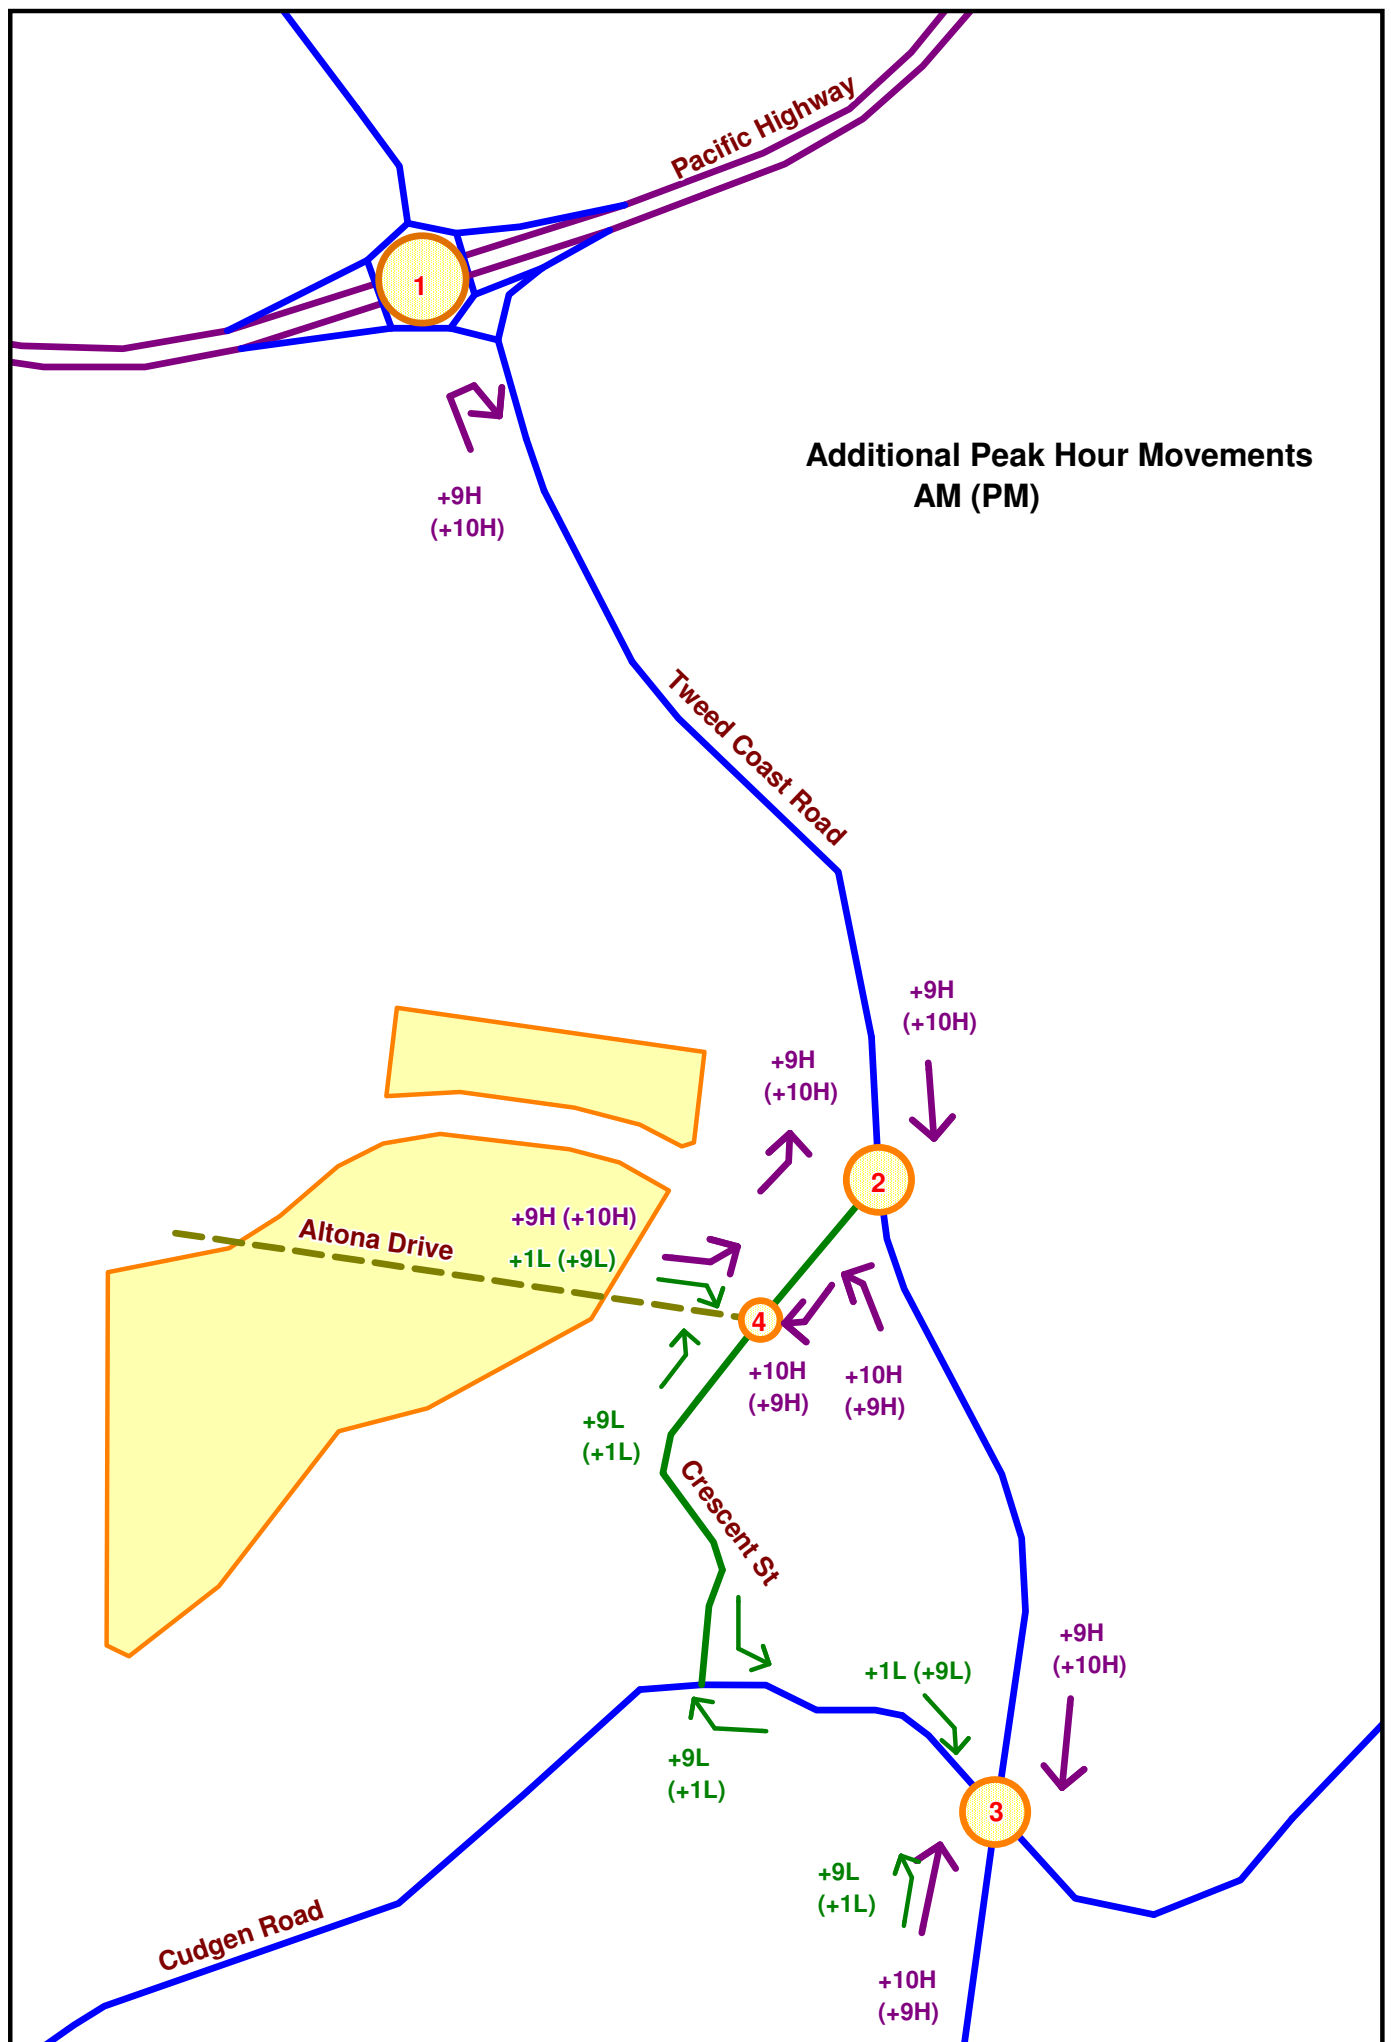 Pacific Highway
1
Additional Peak Hour Movements
AM (PM)
+9H
(+10H)
Tweed Coast Road
+9H
(+10H)
+9H
(+10H)
2
+9H (+10H)
Altona Drive
+1L (+9L)
4
+10H
(+9H)
+10H
(+9H)
+9L
(+1L)
Crescent St
+9H
(+10H)
+1L (+9L)
+9L
(+1L)
3
+9L
(+1L)
Cudgen Road
+10H
(+9H)